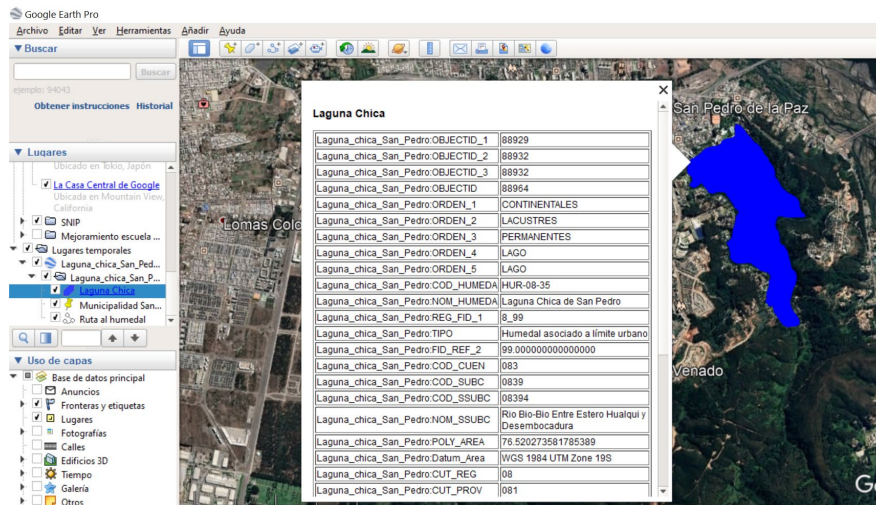 Google Earth Pro
Archivo Editar Ver Herramientas Añadir Ayuda
Buscar
Buscar
ejemplo: 94043
Obtener instrucciones Historial
Lugares
Ubicado en Tokio, Japón
La Casa Central de Google
Ubicada en Mountain View,
California
SNIP
Mejoramiento escuela ...
Lugares temporales
Laguna_chica_San_Ped...
Laguna_chica_San_P...
Laguna Chica
Municipalidad San...
Ruta al humedal
Uso de capas
Base de datos principal
Anuncios
Fronteras y etiquetas
Lugares
Fotografías
Calles
Edificios 3D
Tiempo
Galería
Otros
Lomas Colo
Laguna Chica
Laguna_chica_San_Pedro:OBJECTID_1 88929
Laguna_chica_San_Pedro:OBJECTID_2 88932
Laguna_chica_San_Pedro:OBJECTID_3 88932
Laguna_chica_San_Pedro:OBJECTID 88964
Laguna_chica_San_Pedro:ORDEN_1 CONTINENTALES
Laguna_chica_San_Pedro:ORDEN_2 LACUSTRES
Laguna_chica_San_Pedro:ORDEN_3 PERMANENTES
Laguna_chica_San_Pedro:ORDEN_4 LAGO
Laguna_chica_San_Pedro:ORDEN_5 LAGO
Laguna_chica_San_Pedro:COD_HUMEDA HUR-08-35
Laguna_chica_San_Pedro:NOM_HUMEDA Laguna Chica de San Pedro
Laguna_chica_San_Pedro:REG_FID_1 8_99
Laguna_chica_San_Pedro:TIPO Humedal asociado a límite urbano
Laguna_chica_San_Pedro:FID_REF_2 99.000000000000000
Laguna_chica_San_Pedro:COD_CUEN 083
Laguna_chica_San_Pedro:COD_SUBC 0839
Laguna_chica_San_Pedro:COD_SSUBC 08394
Laguna_chica_San_Pedro:NOM_SSUBC Rio Bio-Bio Entre Estero Hualqui y
Desembocadura
Laguna_chica_San_Pedro:POLY_AREA 76.520273581785389
Laguna_chica_San_Pedro:Datum_Area WGS 1984 UTM Zone 19S
Laguna_chica_San_Pedro:CUT_REG 08
Laguna_chica_San_Pedro:CUT_PROV 081
San Pedro de la Paz
Venado
Go